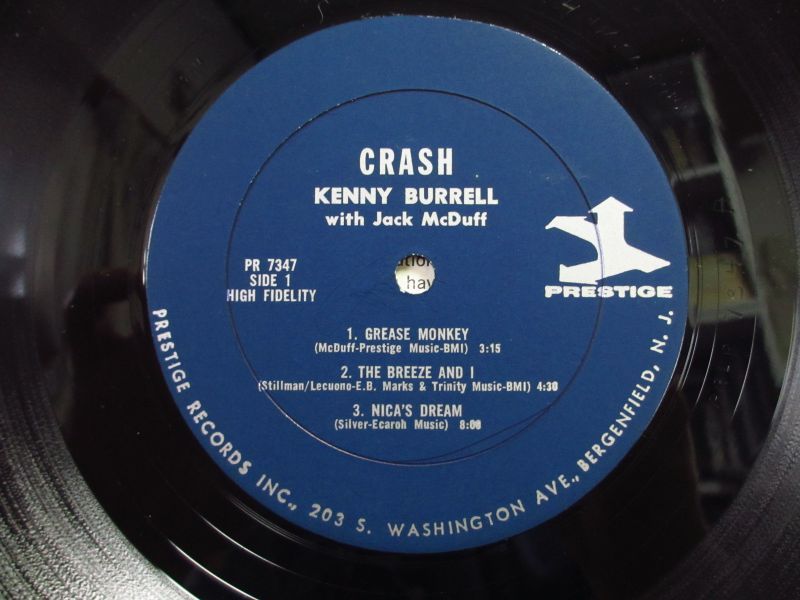 CRASH
KENNY BURRELL
with Jack McDuff
PR 7347
SIDE 1
HIGH FIDELITY
PRESTIGE
hav
1. GREASE MONKEY
(McDuff-Prestige Music-BMI) 3:15
2. THE BREEZE AND I
(Stillman/Lecuono-E.B. Marks & Trinity Music-BMI) 4:30
3. NICA'S DREAM
(Silver-Ecaroh Music) 8:00
PRESTIGE RECORDS INC., 203 S. WASHINGTON AVE., BERGENFIELD, N. J.